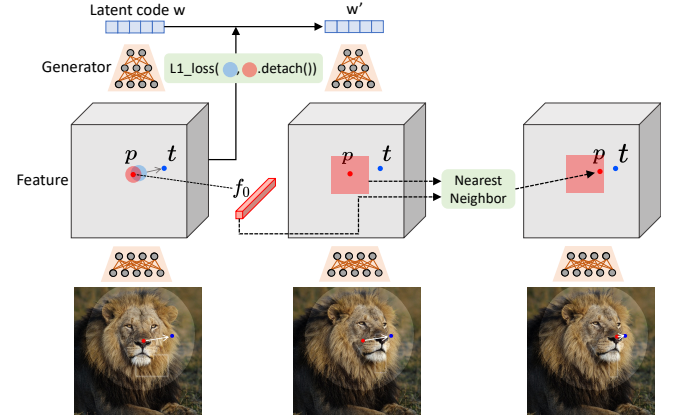 Latent code w
w'
Generator
L1_loss( , .detach())
p
t
p
t
p
t
Feature
f0
Nearest
Neighbor